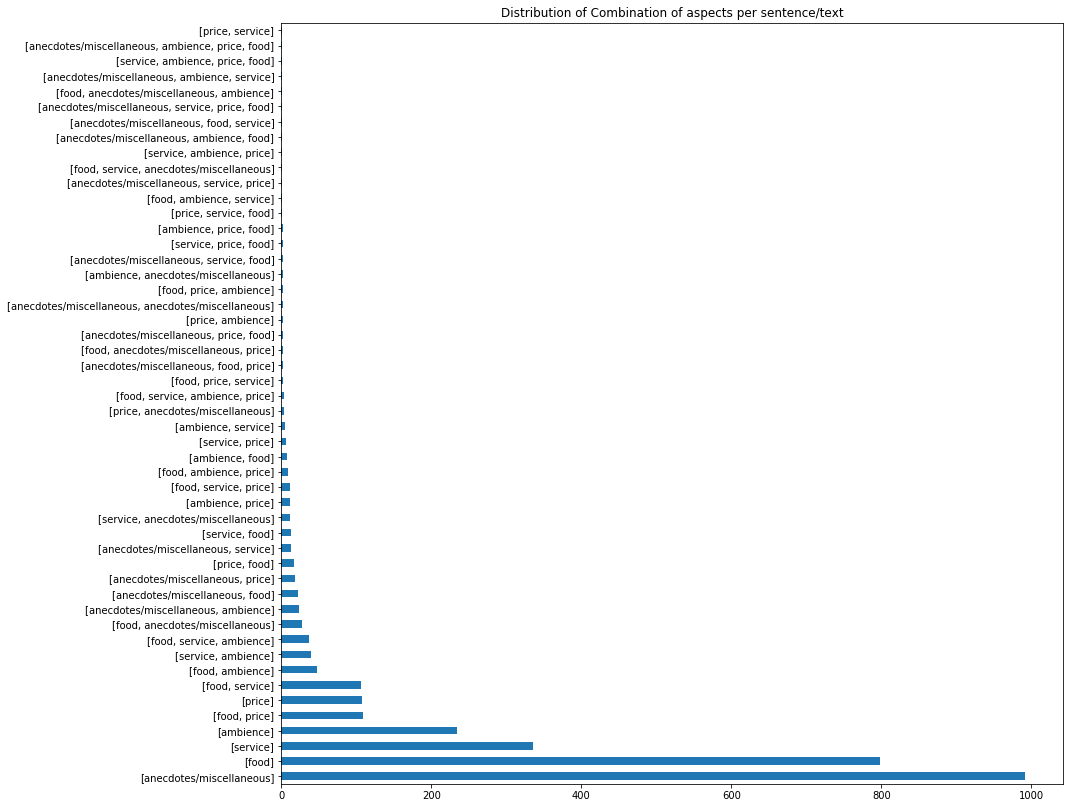 Distribution of Combination of aspects per sentence/text
[price, service]
[anecdotes/miscellaneous, ambience, price, food]
[service, ambience, price, food]
[anecdotes/miscellaneous, ambience, service]
[food, anecdotes/miscellaneous, ambience]
[anecdotes/miscellaneous, service, price, food]
[anecdotes/miscellaneous, food, service]
[anecdotes/miscellaneous, ambience, food]
[service, ambience, price]
[food, service, anecdotes/miscellaneous]
[anecdotes/miscellaneous, service, price]
[food, ambience, service]
[price, service, food]
[ambience, price, food]
[service, price, food]
[anecdotes/miscellaneous, service, food]
[ambience, anecdotes/miscellaneous]
[food, price, ambience]
[anecdotes/miscellaneous, anecdotes/miscellaneous]
[price, ambience]
[anecdotes/miscellaneous, price, food]
[food, anecdotes/miscellaneous, price]
[anecdotes/miscellaneous, food, price]
[food, price, service]
[food, service, ambience, price]
[price, anecdotes/miscellaneous]
[ambience, service]
[service, price]
[ambience, food]
[food, ambience, price]
[food, service, price]
[ambience, price]
[service, anecdotes/miscellaneous]
[service, food]
[anecdotes/miscellaneous, service]
[price, food]
[anecdotes/miscellaneous, price]
[anecdotes/miscellaneous, food]
[anecdotes/miscellaneous, ambience]
[food, anecdotes/miscellaneous]
[food, service, ambience]
[service, ambience]
[food, ambience]
[food, service]
[price]
[food, price]
[ambience]
[service]
[food]
[anecdotes/miscellaneous]
0 200 400 600 800 1000